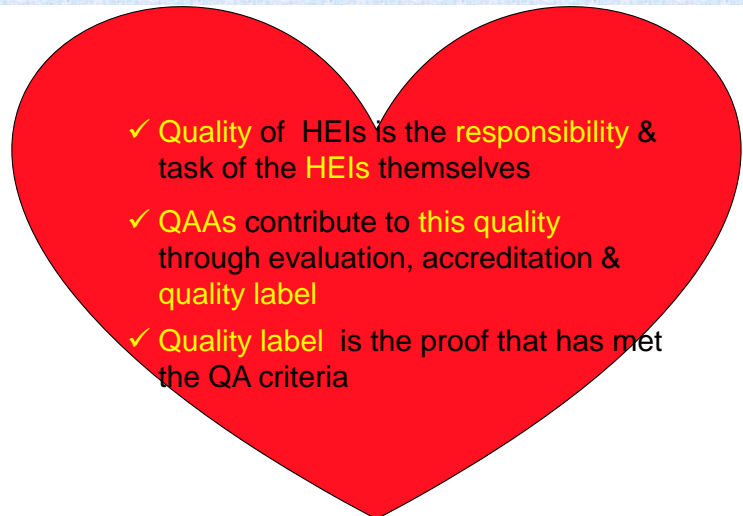 ✓ Quality of HEIs is the responsibility &
task of the HEIs themselves
✓ QAAs contribute to this quality
through evaluation, accreditation &
quality label
✓ Quality label is the proof that has met
the QA criteria